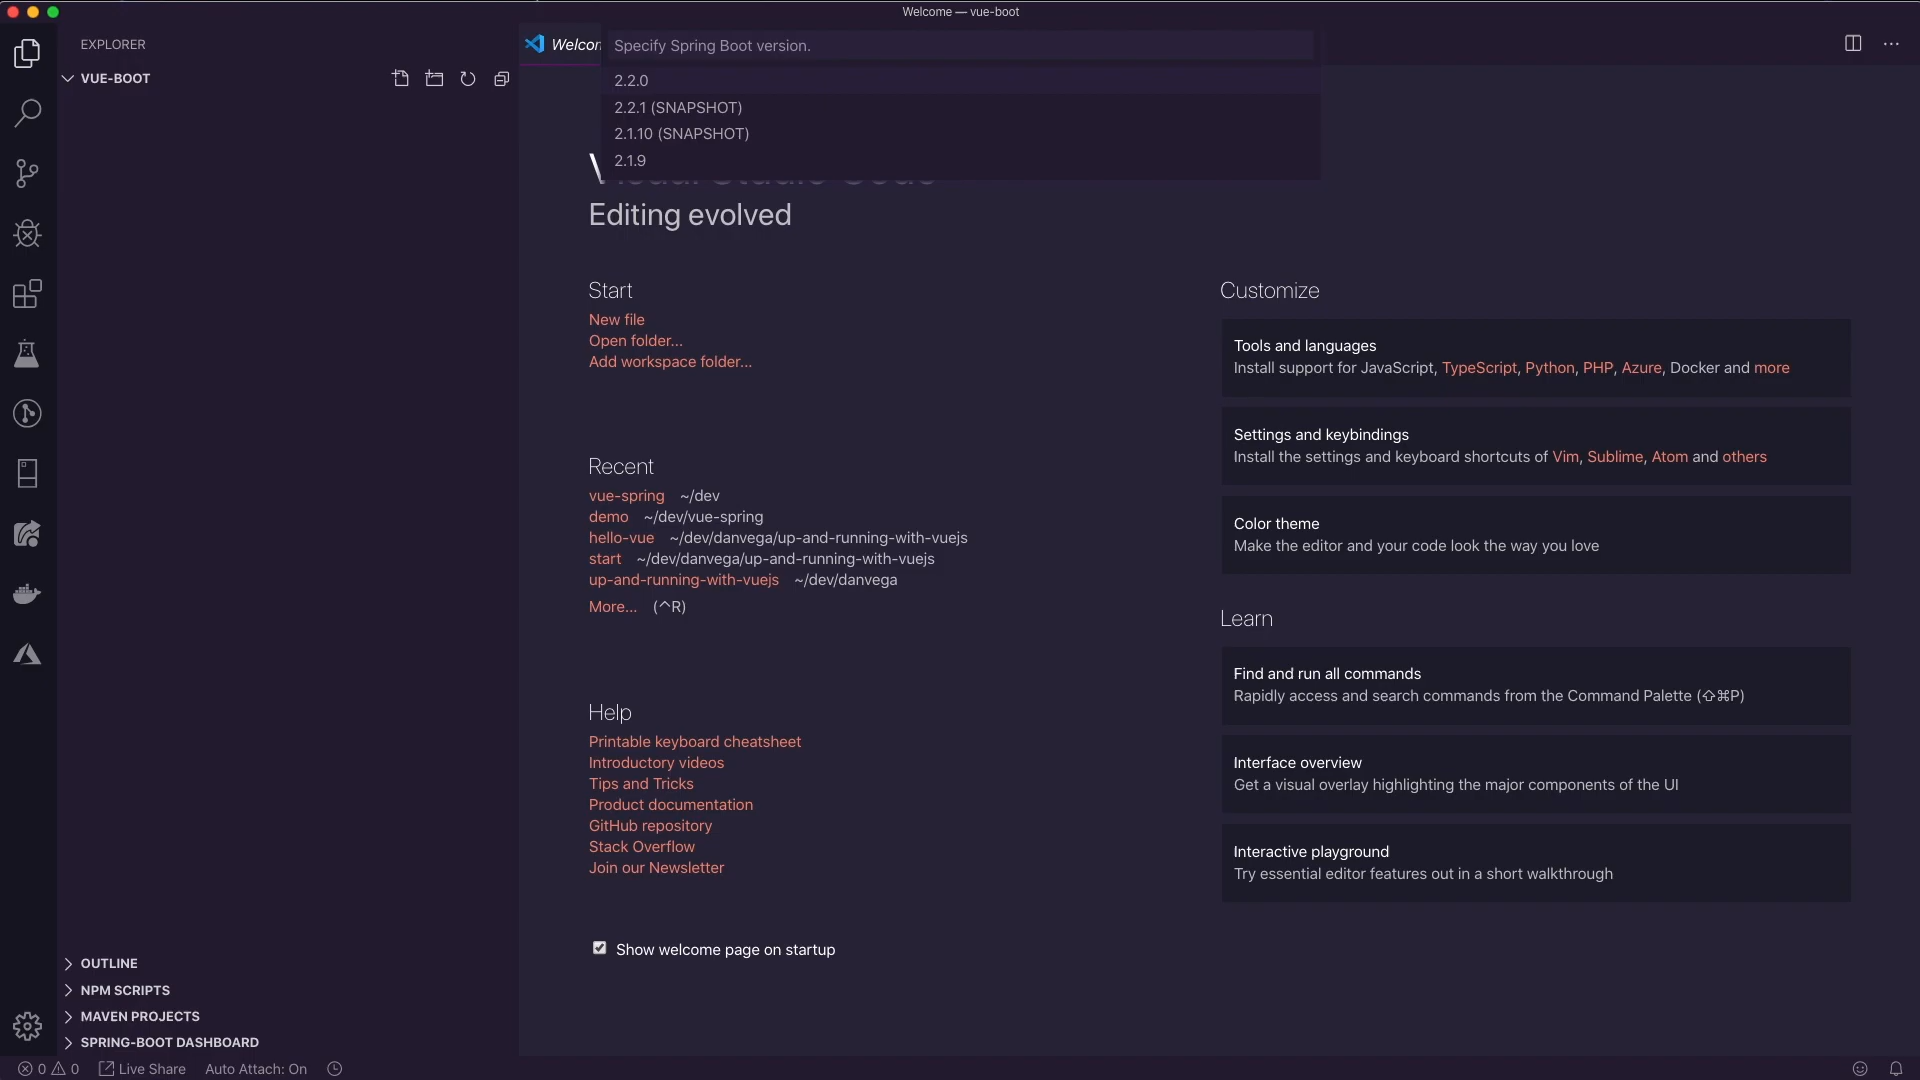 Welcome — vue-boot
EXPLORER
VUE-BOOT
Welcom
Specify Spring Boot version.
2.2.0
2.2.1 (SNAPSHOT)
2.1.10 (SNAPSHOT)
2.1.9
Editing evolved
Start
New file
Open folder...
Add workspace folder...
Recent
vue-spring ~/dev
demo ~/dev/vue-spring
hello-vue ~/dev/danvega/up-and-running-with-vuejs
start ~/dev/danvega/up-and-running-with-vuejs
up-and-running-with-vuejs ~/dev/danvega
More... (^R)
Help
Printable keyboard cheatsheet
Introductory videos
Tips and Tricks
Product documentation
GitHub repository
Stack Overflow
Join our Newsletter
Show welcome page on startup
Customize
Tools and languages
Install support for JavaScript, TypeScript, Python, PHP, Azure, Docker and more
Settings and keybindings
Install the settings and keyboard shortcuts of Vim, Sublime, Atom and others
Color theme
Make the editor and your code look the way you love
Learn
Find and run all commands
Rapidly access and search commands from the Command Palette (⇧⌘P)
Interface overview
Get a visual overlay highlighting the major components of the UI
Interactive playground
Try essential editor features out in a short walkthrough
OUTLINE
NPM SCRIPTS
MAVEN PROJECTS
SPRING-BOOT DASHBOARD
0 0 Live Share Auto Attach: On